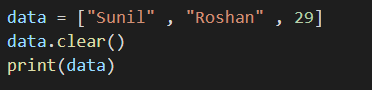 data = ["Sunil" , "Roshan" , 29]
data.clear()
print(data)